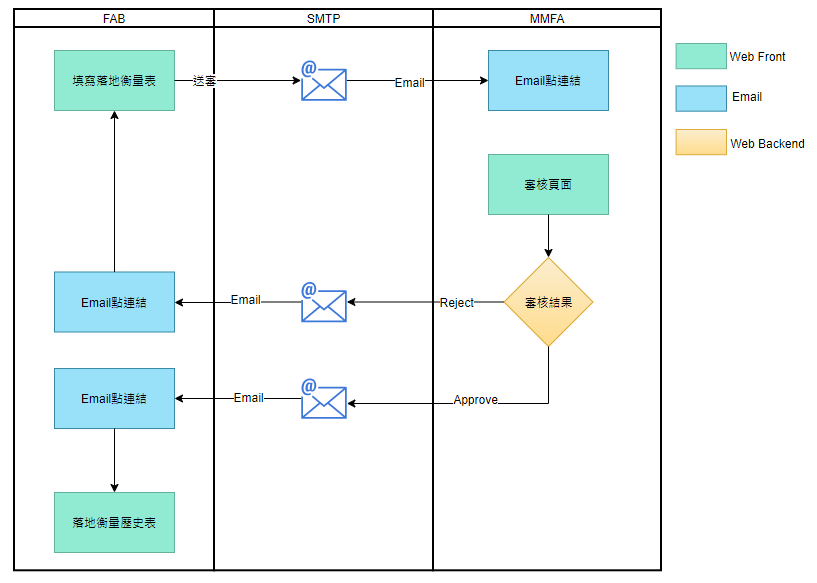 FAB
SMTP
MMFA
填寫落地衡量表
送審
@
Email
Email點連結
Web Front
Email
Web Backend
審核頁面
Email點連結
Email
@
Reject
審核結果
Email點連結
Email
@
Approve
落地衡量歷史表